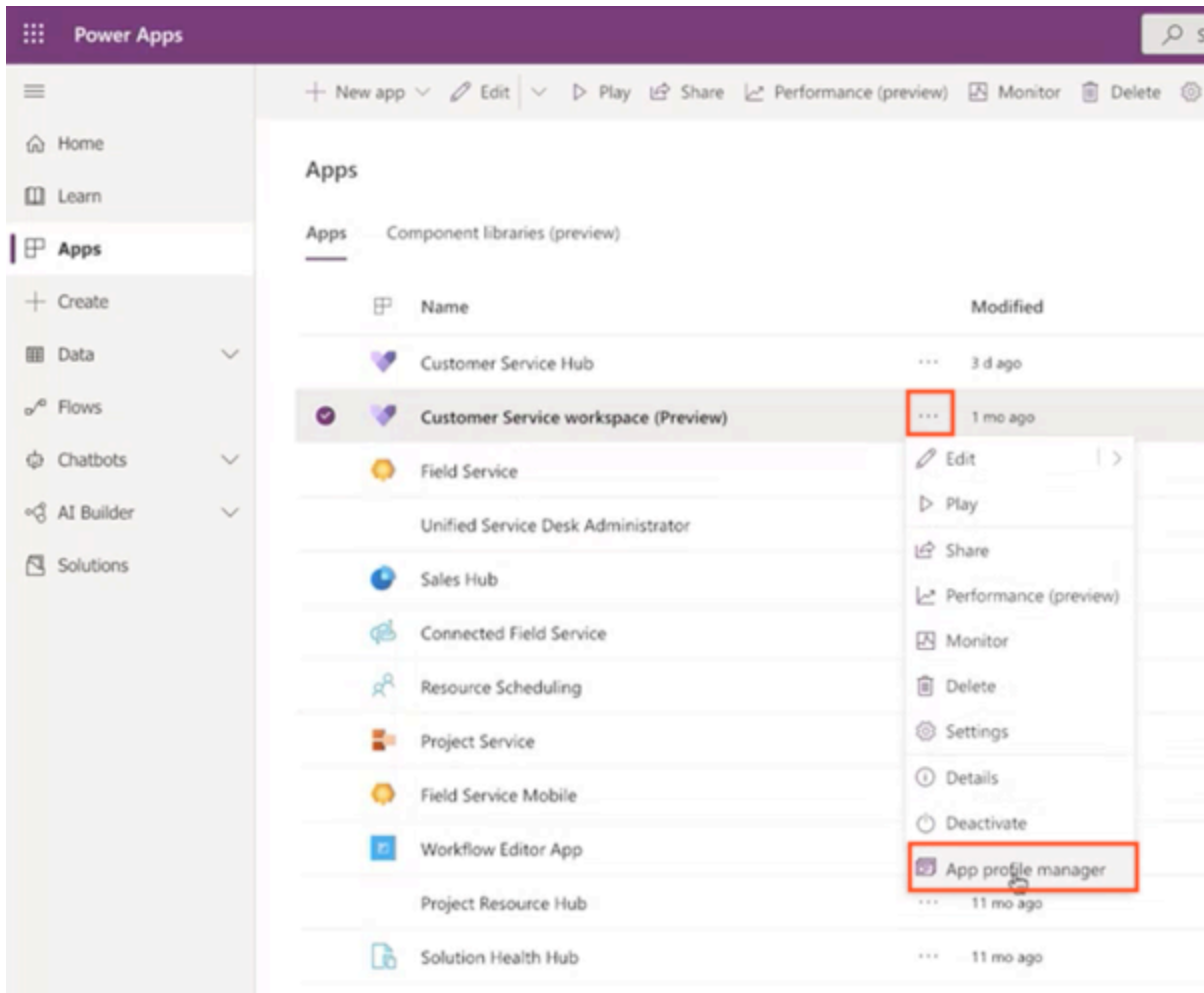 Power Apps
New app Edit Play Share Performance (preview) Monitor Delete
Home
Learn
Apps
Create
Data
Flows
Chatbots
AI Builder
Solutions
Apps
Apps Component libraries (preview)
Name Modified
Customer Service Hub ... 3 d ago
Customer Service workspace (Preview) ... 1 mo ago
Field Service
Unified Service Desk Administrator
Sales Hub
Connected Field Service
Resource Scheduling
Project Service
Field Service Mobile
Workflow Editor App
Project Resource Hub ... 11 mo ago
Solution Health Hub ... 11 mo ago
Edit
Play
Share
Performance (preview)
Monitor
Delete
Settings
Details
Deactivate
App profile manager